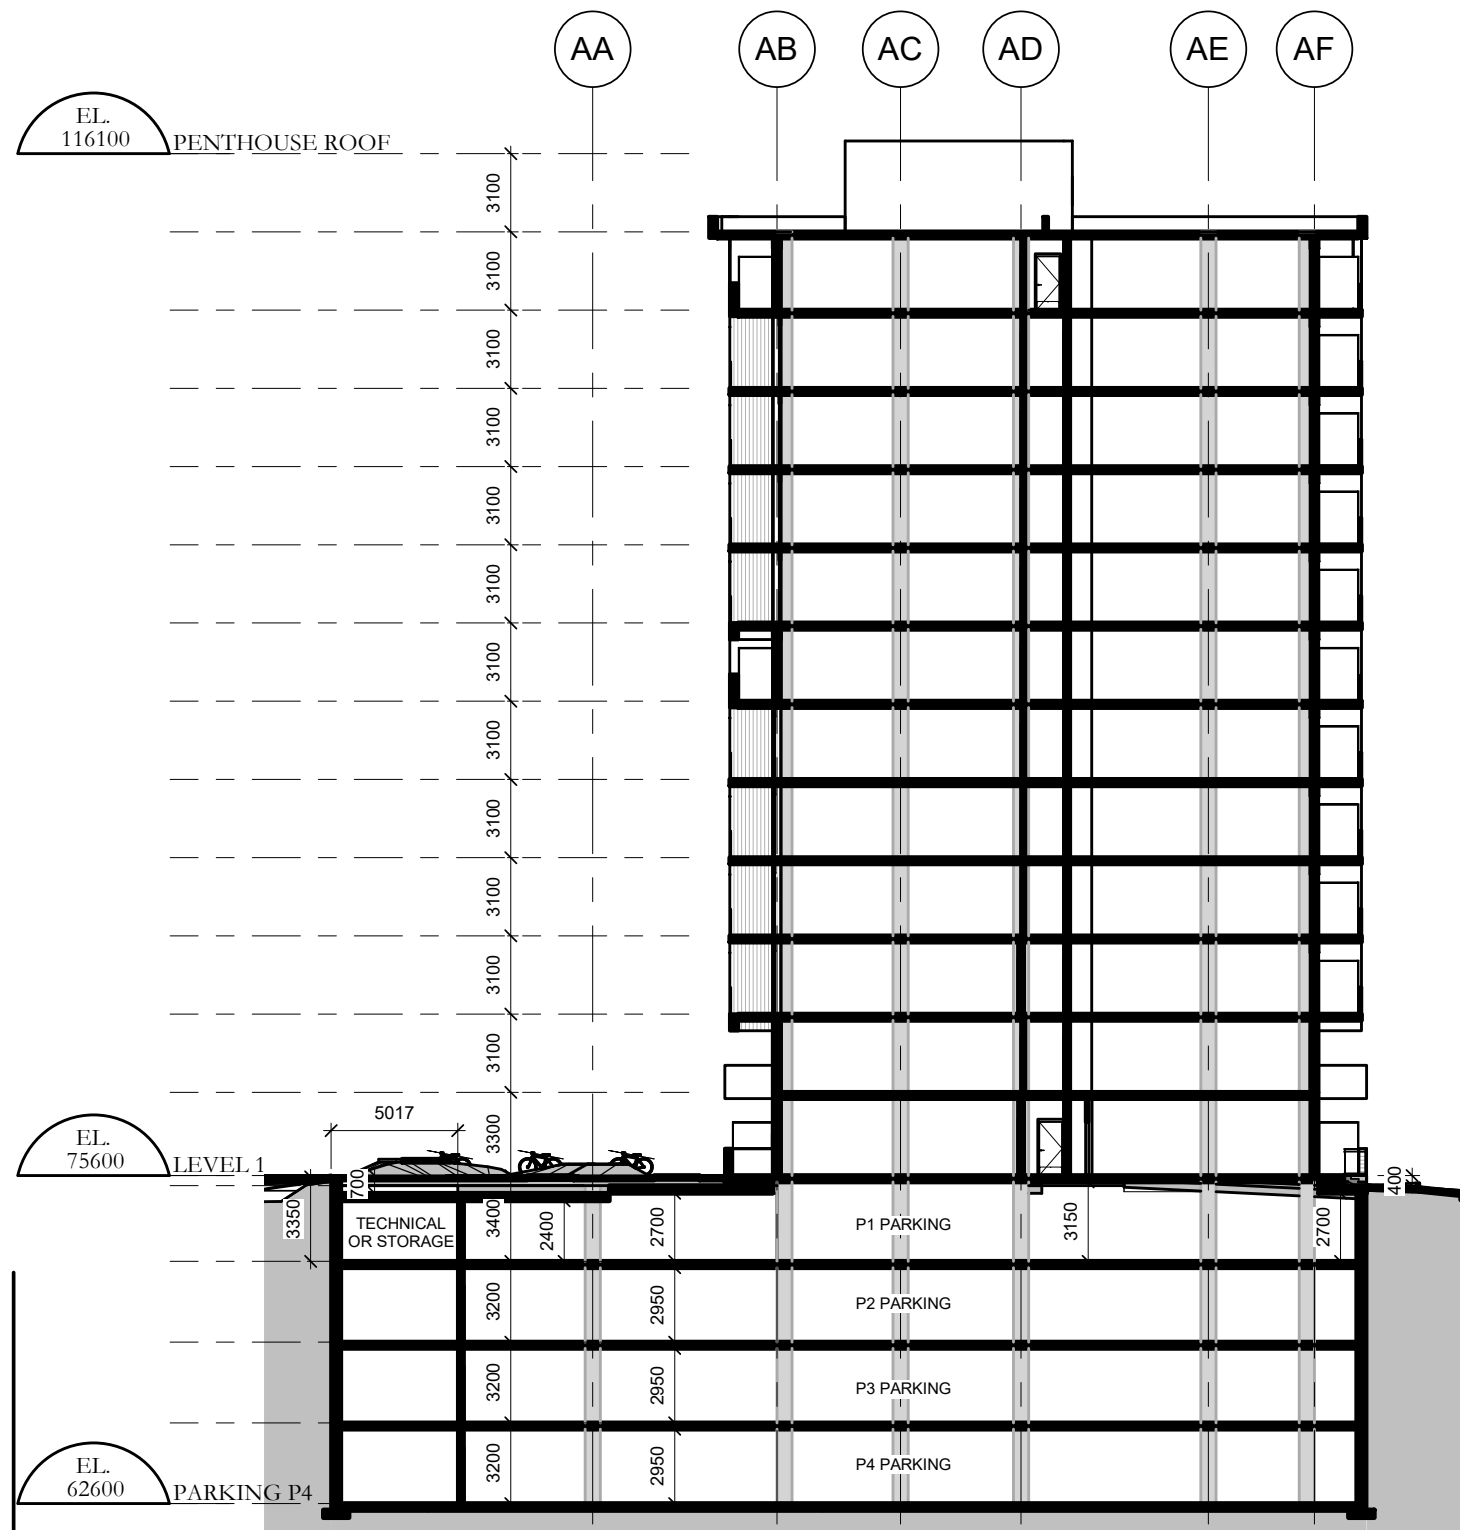 AA
AB
AC
AD
AE
AF
EL.
116100
PENTHOUSE ROOF
3100
3100
3100
3100
3100
3100
3100
3100
3100
3100
3100
3100
3300
5017
EL.
75600
LEVEL 1
700
400
3350
TECHNICAL
OR STORAGE
3400
2400
2700
P1 PARKING
3150
2700
3200
2950
P2 PARKING
3200
2950
P3 PARKING
3200
2950
P4 PARKING
EL.
62600
PARKING P4